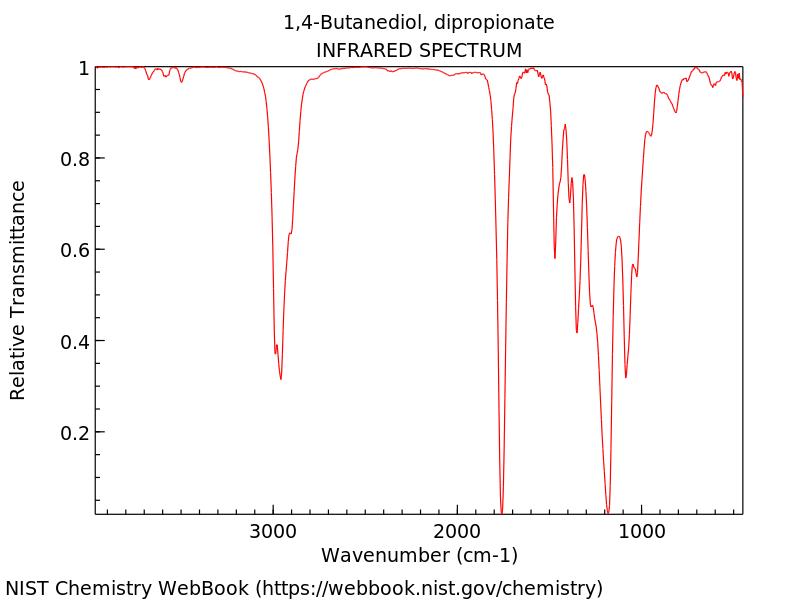 1,4-Butanediol, dipropionate
INFRARED SPECTRUM
1
0.8
0.6
0.4
0.2
Relative Transmittance
3000 2000 1000
Wavenumber (cm-1)
NIST Chemistry WebBook (https://webbook.nist.gov/chemistry)